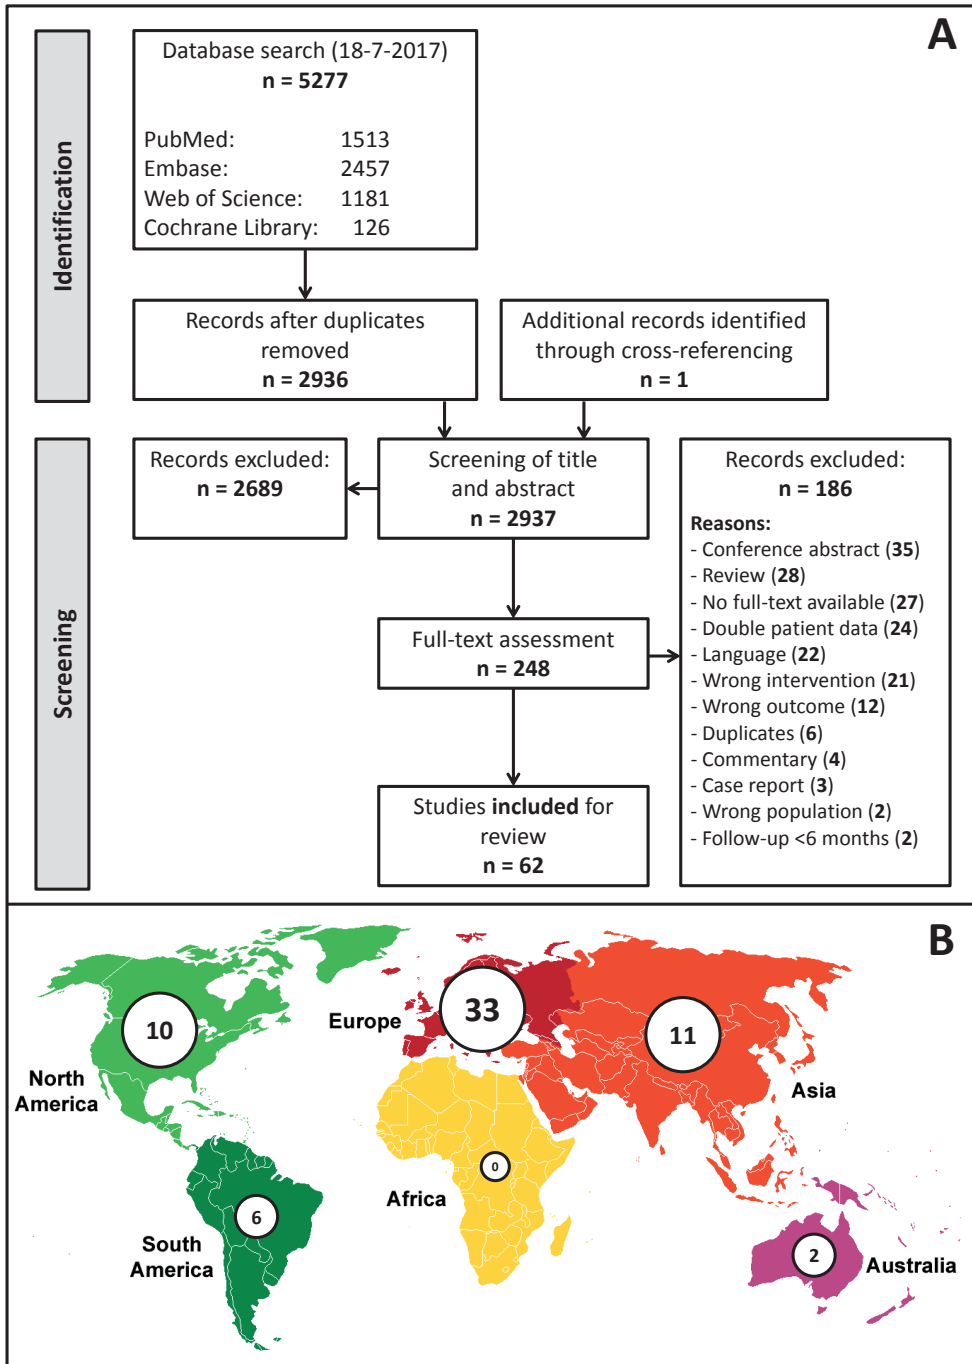 A
Identification
Database search (18-7-2017)
n = 5277
PubMed: 1513
Embase: 2457
Web of Science: 1181
Cochrane Library: 126
Records after duplicates
removed
n = 2936
Additional records identified
through cross-referencing
n = 1
Screening
Records excluded:
n = 2689
Screening of title
and abstract
n = 2937
Full-text assessment
n = 248
Studies included for
review
n = 62
Records excluded:
n = 186
Reasons:
- Conference abstract (35)
- Review (28)
- No full-text available (27)
- Double patient data (24)
- Language (22)
- Wrong intervention (21)
- Wrong outcome (12)
- Duplicates (6)
- Commentary (4)
- Case report (3)
- Wrong population (2)
- Follow-up <6 months (2)
B
10
North
America
Europe
33
11
Asia
Africa
0
6
South
America
2
Australia